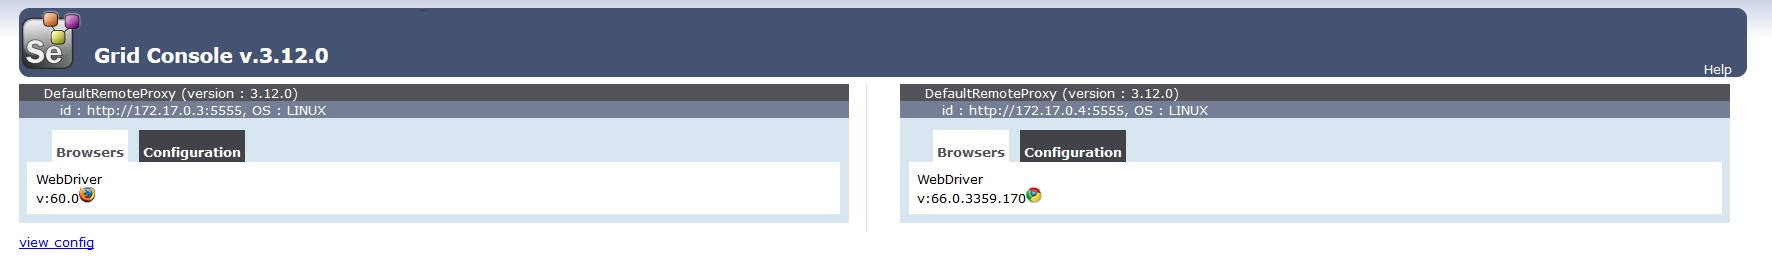 Se
Grid Console v.3.12.0
Help
DefaultRemoteProxy (version : 3.12.0)
id : http://172.17.0.3:5555, OS : LINUX
Browsers Configuration
WebDriver
v:60.0
DefaultRemoteProxy (version : 3.12.0)
id : http://172.17.0.4:5555, OS : LINUX
Browsers Configuration
WebDriver
v:66.0.3359.170
view config